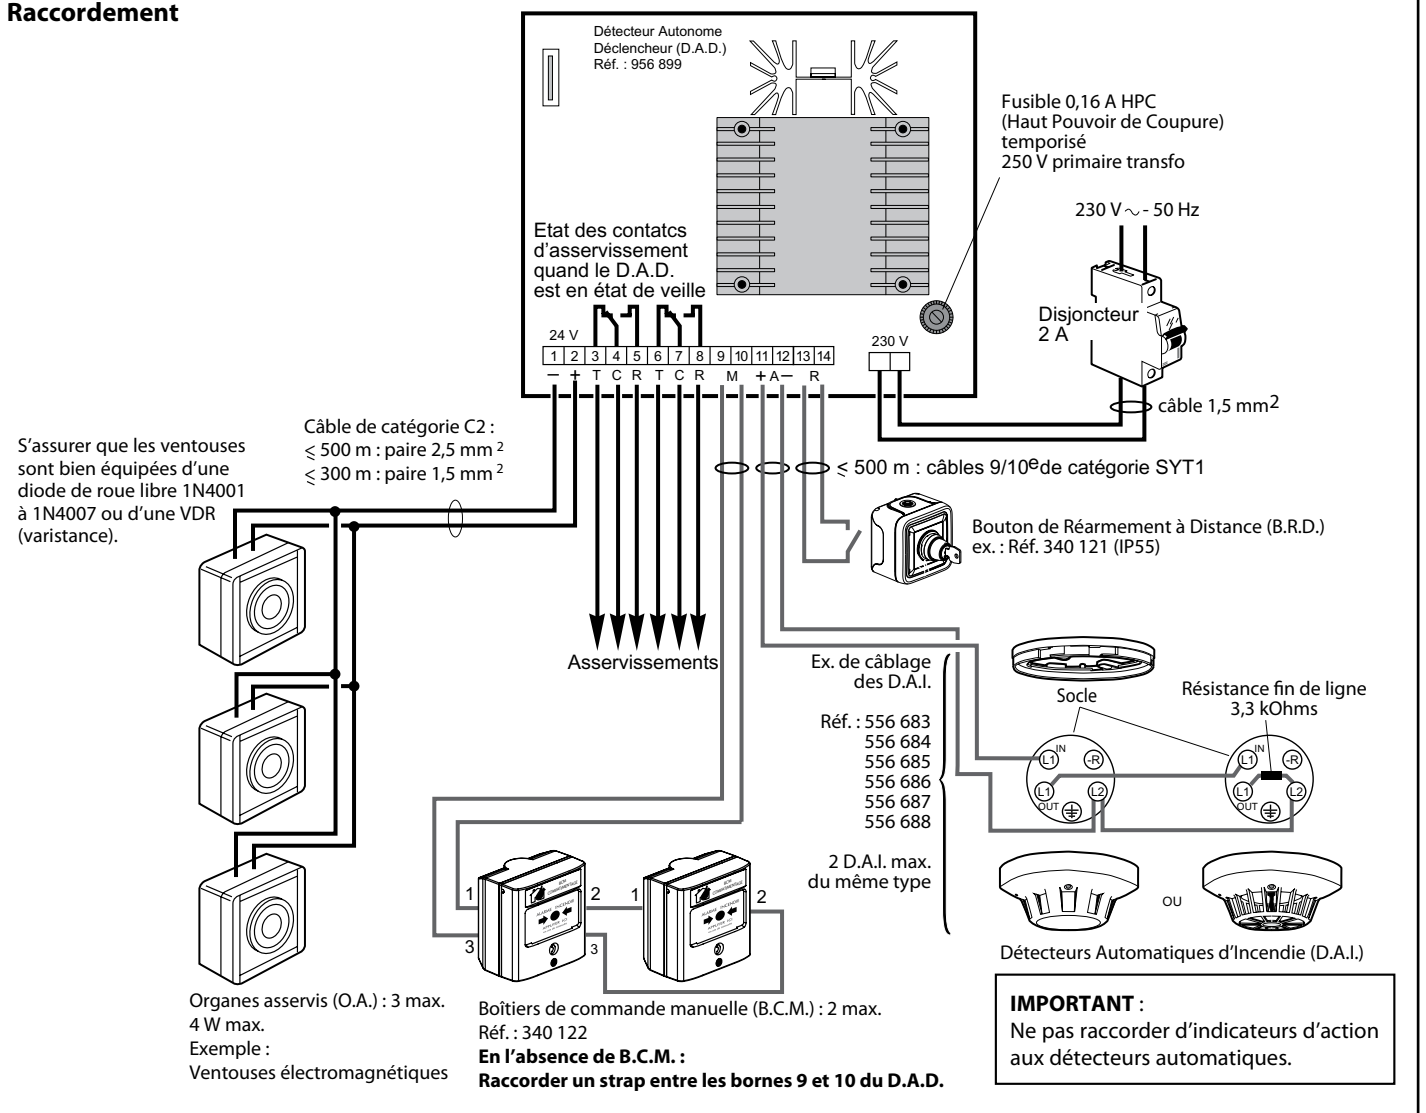 Raccordement
Détecteur Autonome
Déclencheur (D.A.D.)
Réf. : 956 899
Fusible 0,16 A HPC
(Haut Pouvoir de Coupure)
temporisé
250 V primaire transfo
230 V ~ - 50 Hz
Etat des contatcs
d'asservissement
quand le D.A.D.
est en état de veille
Disjoncteur
2 A
24 V
230 V
1 2 3 4 5 6 7 8 9 10 11 12 13 14
– + T C R T C R M + A – R
câble 1,5 mm2
Câble de catégorie C2 :
⩽ 500 m : paire 2,5 mm 2
⩽ 300 m : paire 1,5 mm 2
S'assurer que les ventouses
sont bien équipées d'une
diode de roue libre 1N4001
à 1N4007 ou d'une VDR
(varistance).
⩽ 500 m : câbles 9/10e de catégorie SYT1
Bouton de Réarmement à Distance (B.R.D.)
ex. : Réf. 340 121 (IP55)
Asservissements
Ex. de câblage
des D.A.I.
Réf. : 556 683
556 684
556 685
556 686
556 687
556 688
2 D.A.I. max.
du même type
Socle
Résistance fin de ligne
3,3 kOhms
L1 IN -R
L1 OUT L2
L1 IN -R
L1 OUT L2
OU
Détecteurs Automatiques d'Incendie (D.A.I.)
1 2 1 2
3 3
Organes asservis (O.A.) : 3 max.
4 W max.
Exemple :
Ventouses électromagnétiques
Boîtiers de commande manuelle (B.C.M.) : 2 max.
Réf. : 340 122
En l'absence de B.C.M. :
Raccorder un strap entre les bornes 9 et 10 du D.A.D.
IMPORTANT :
Ne pas raccorder d'indicateurs d'action
aux détecteurs automatiques.